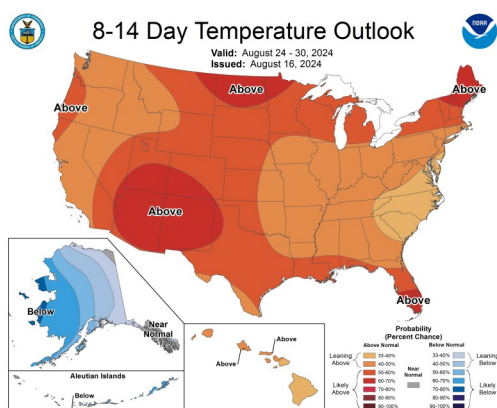 8-14 Day Temperature Outlook
NOAA
Valid: August 24 - 30, 2024
Issued: August 16, 2024
Above
Above
Above
Above
Above
Below
Near
Normal
Aleutian Islands
Below
Above
Above
Probability
(Percent Chance)
Above Normal
Below Normal
Leaning
Above
33-40%
40-50%
Likely
Above
50-60%
60-70%
70-80%
80-90%
90-100%
Near
Normal
33-40%
40-50%
Leaning
Below
50-60%
60-70%
70-80%
80-90%
90-100%
Likely
Below